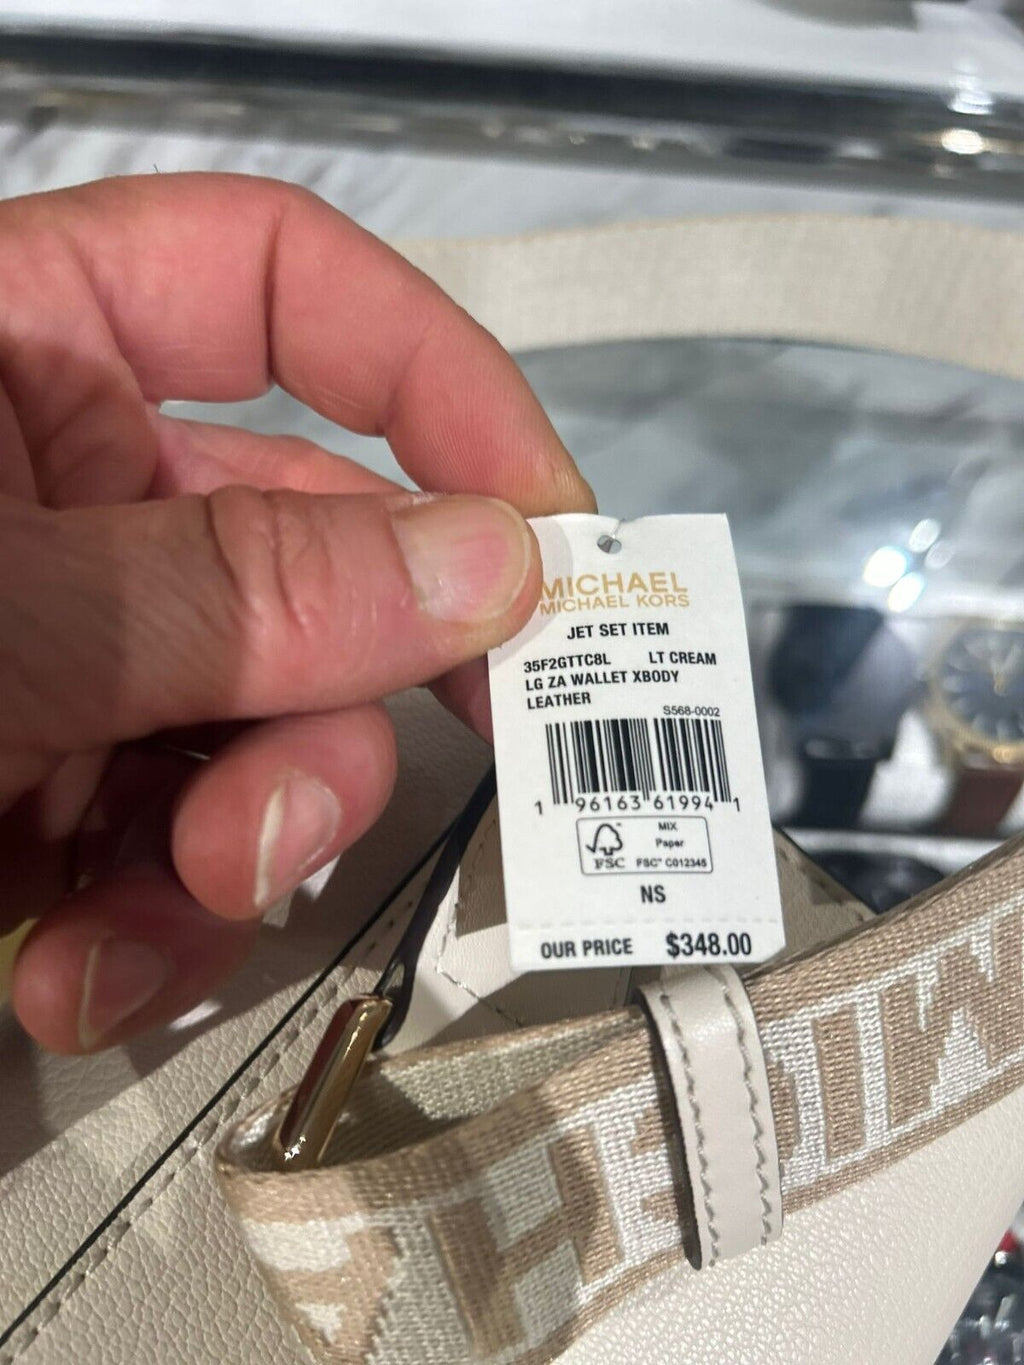 MICHAEL
MICHAEL KORS
JET SET ITEM
35F2GTTC8L LT CREAM
LG ZA WALLET XBODY
LEATHER
S568-0002
1 96163 61994 1
FSC
MIX
Paper
FSC® C012345
NS
OUR PRICE $348.00